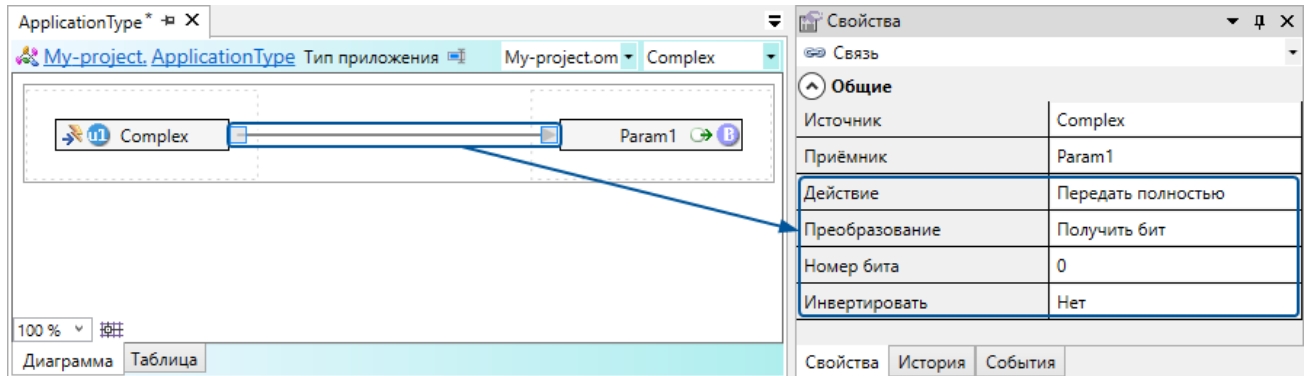 ApplicationType*
My-project. ApplicationType Тип приложения My-project.om Complex
u1 Complex
Param1 B
100 %
Диаграмма Таблица
Свойства
Связь
Общие
Источник Complex
Приёмник Param1
Действие Передать полностью
Преобразование Получить бит
Номер бита 0
Инвертировать Нет
Свойства История События